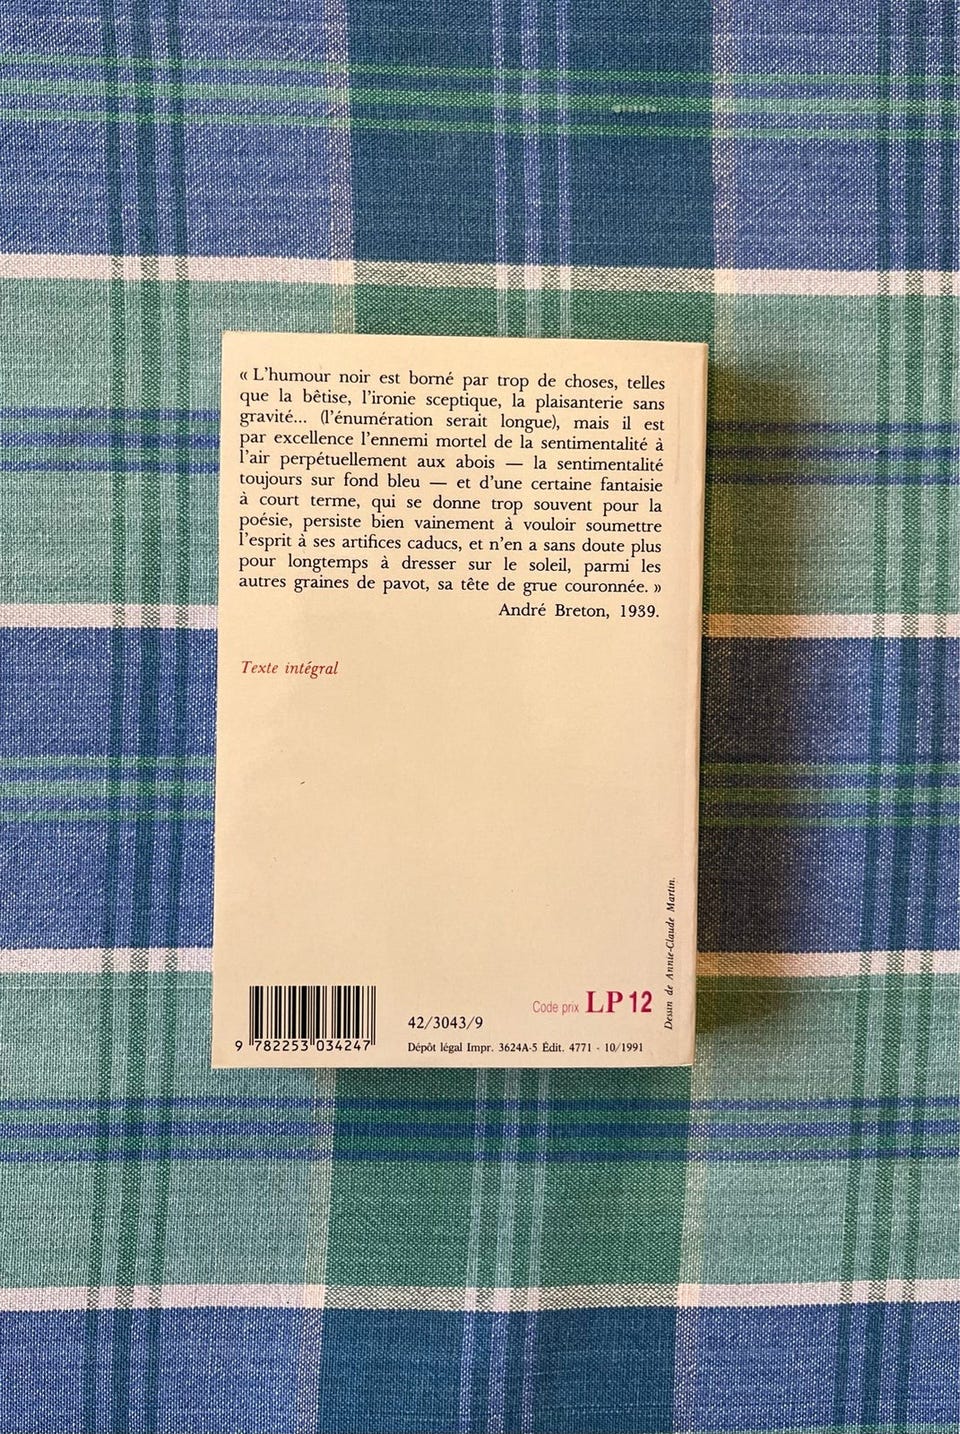 « L'humour noir est borné par trop de choses, telles
que la bêtise, l'ironie sceptique, la plaisanterie sans
gravité... (l'énumération serait longue), mais il est
par excellence l'ennemi mortel de la sentimentalité à
l'air perpétuellement aux abois — la sentimentalité
toujours sur fond bleu — et d'une certaine fantaisie
à court terme, qui se donne trop souvent pour la
poésie, persiste bien vainement à vouloir soumettre
l'esprit à ses artifices caducs, et n'en a sans doute plus
pour longtemps à dresser sur le soleil, parmi les
autres graines de pavot, sa tête de grue couronnée. »
André Breton, 1939.
Texte intégral
Dessin de Annie-Claude Martin.
Code prix LP 12
42/3043/9
9 782253 034247
Dépôt légal Impr. 3624A-5 Édit. 4771 - 10/1991